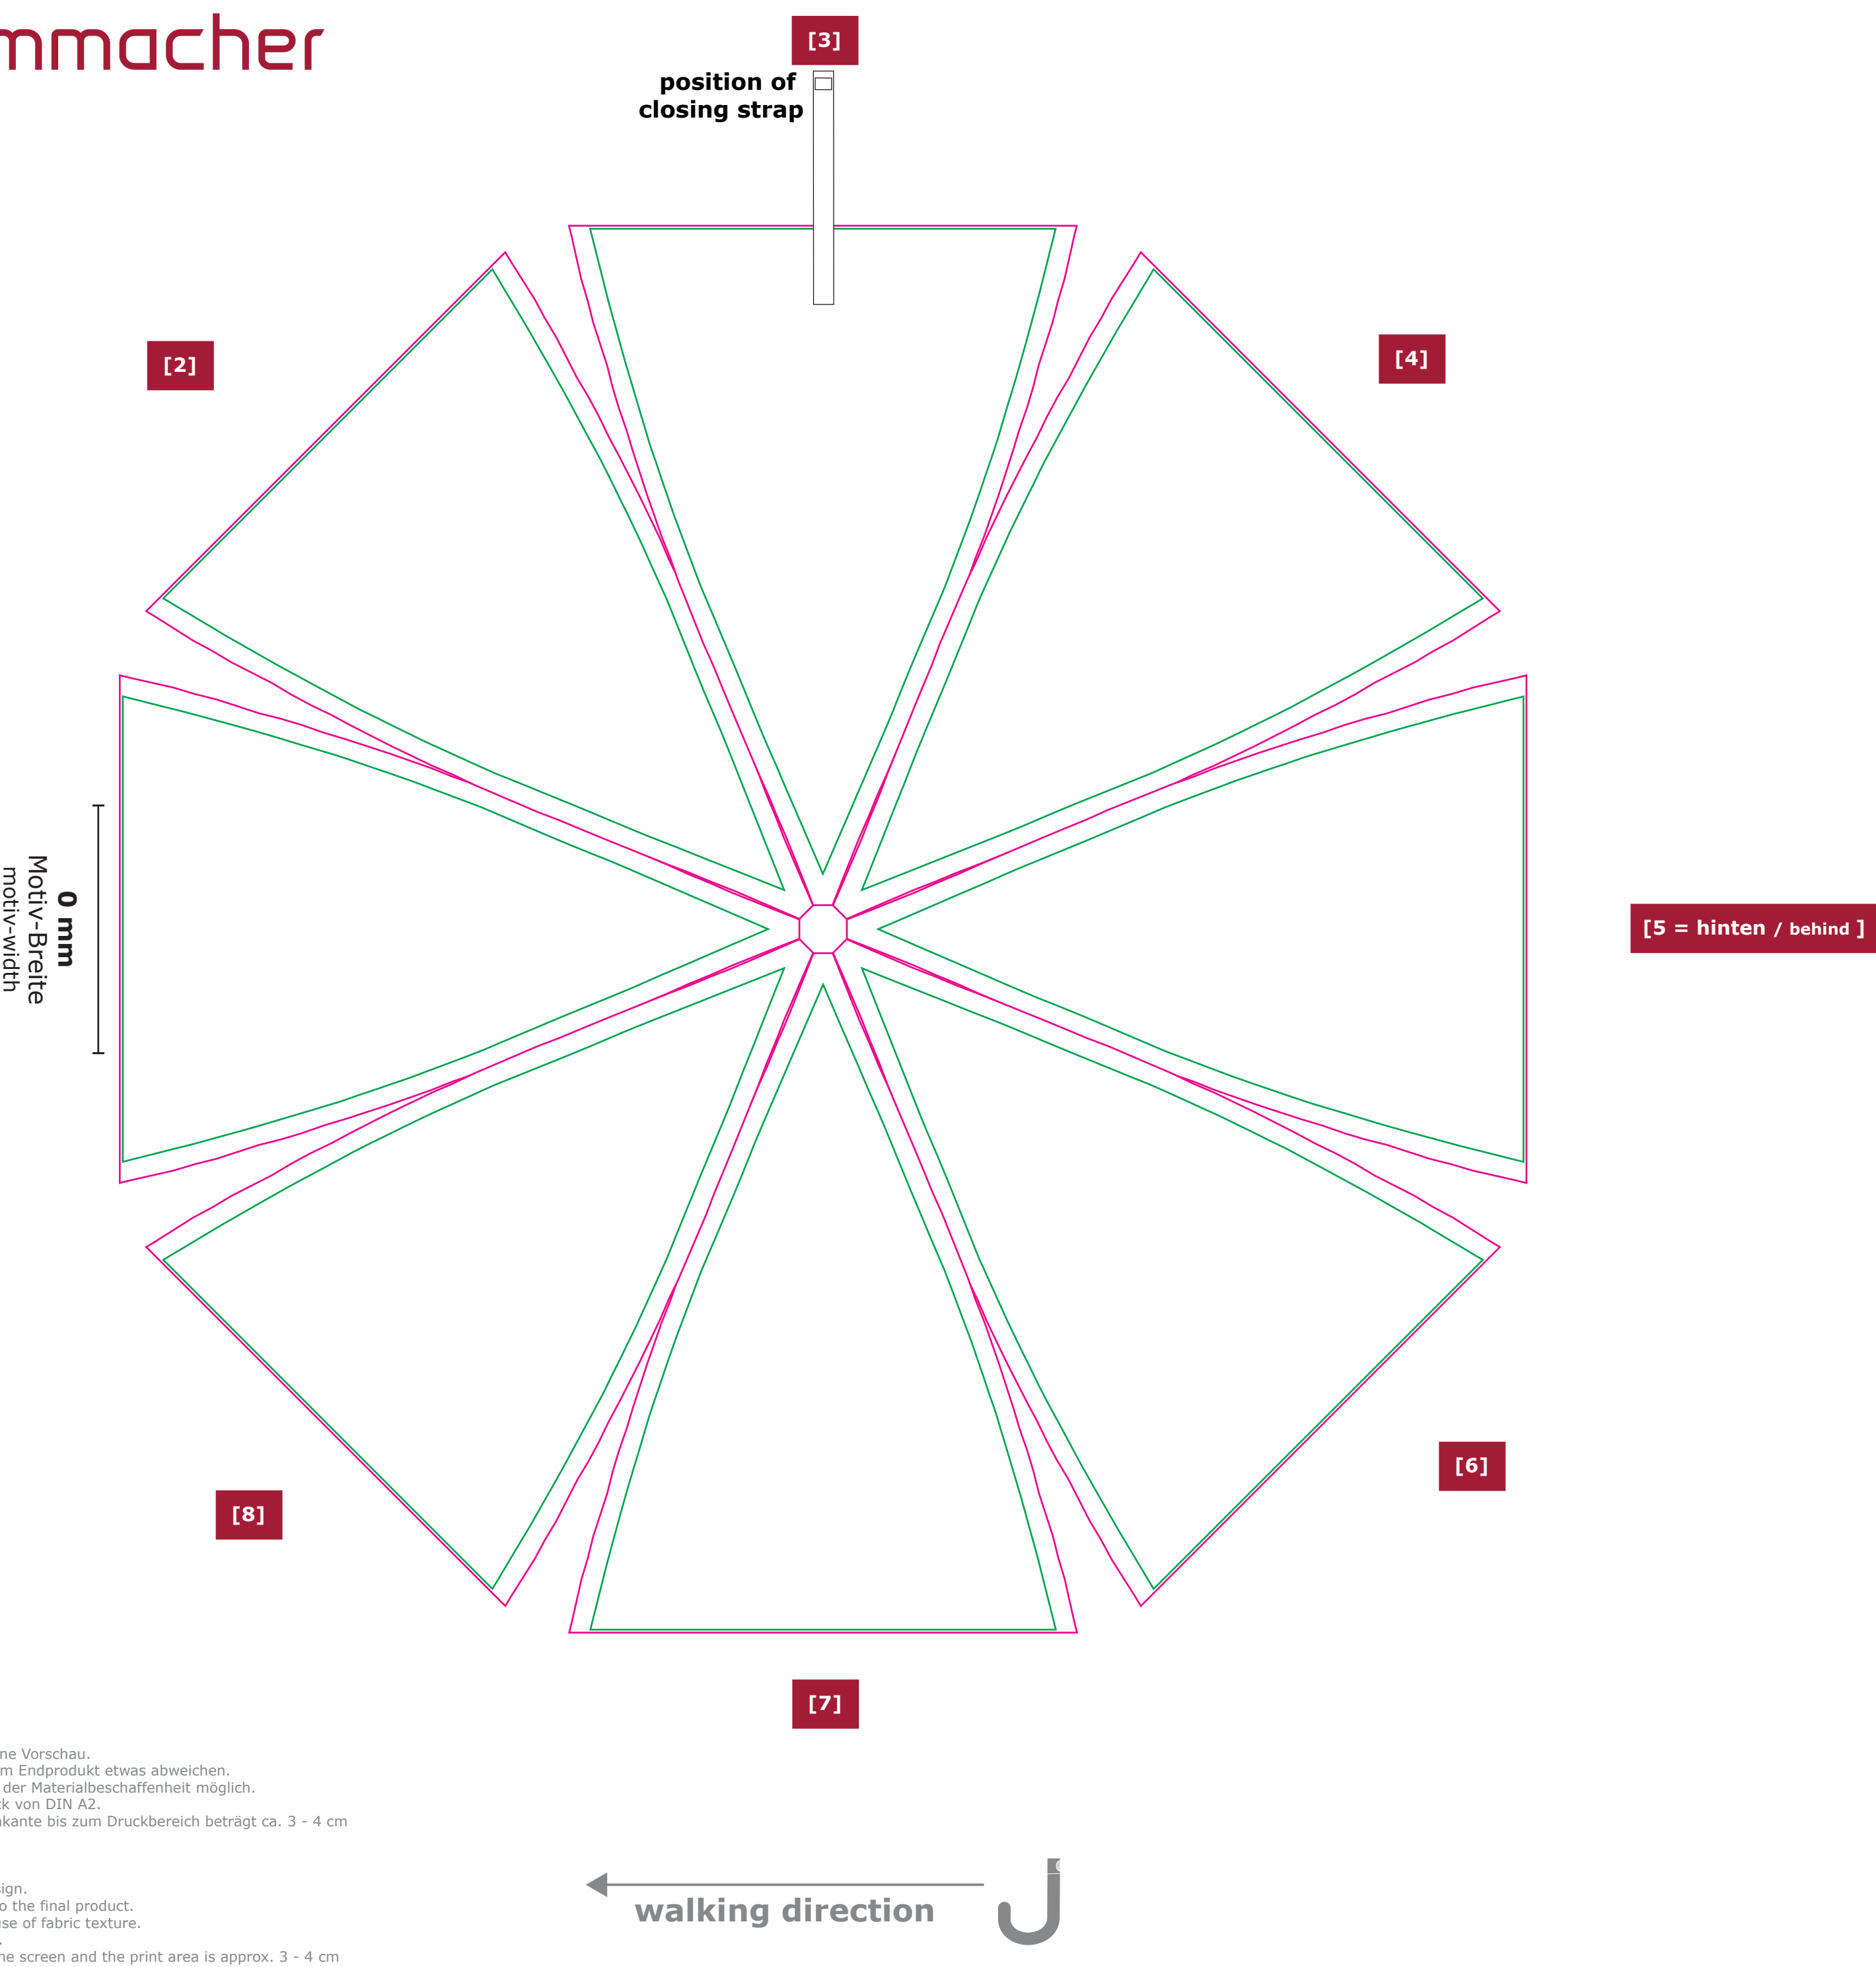 mmacher
[3]
position of
closing strap
[2]
[4]
0 mm
Motiv-Breite
motiv-width
[5 = hinten / behind ]
[6]
[8]
[7]
ne Vorschau.
m Endprodukt etwas abweichen.
der Materialbeschaffenheit möglich.
k von DIN A2.
kante bis zum Druckbereich beträgt ca. 3 - 4 cm
ign.
o the final product.
se of fabric texture.
.
ne screen and the print area is approx. 3 - 4 cm
walking direction